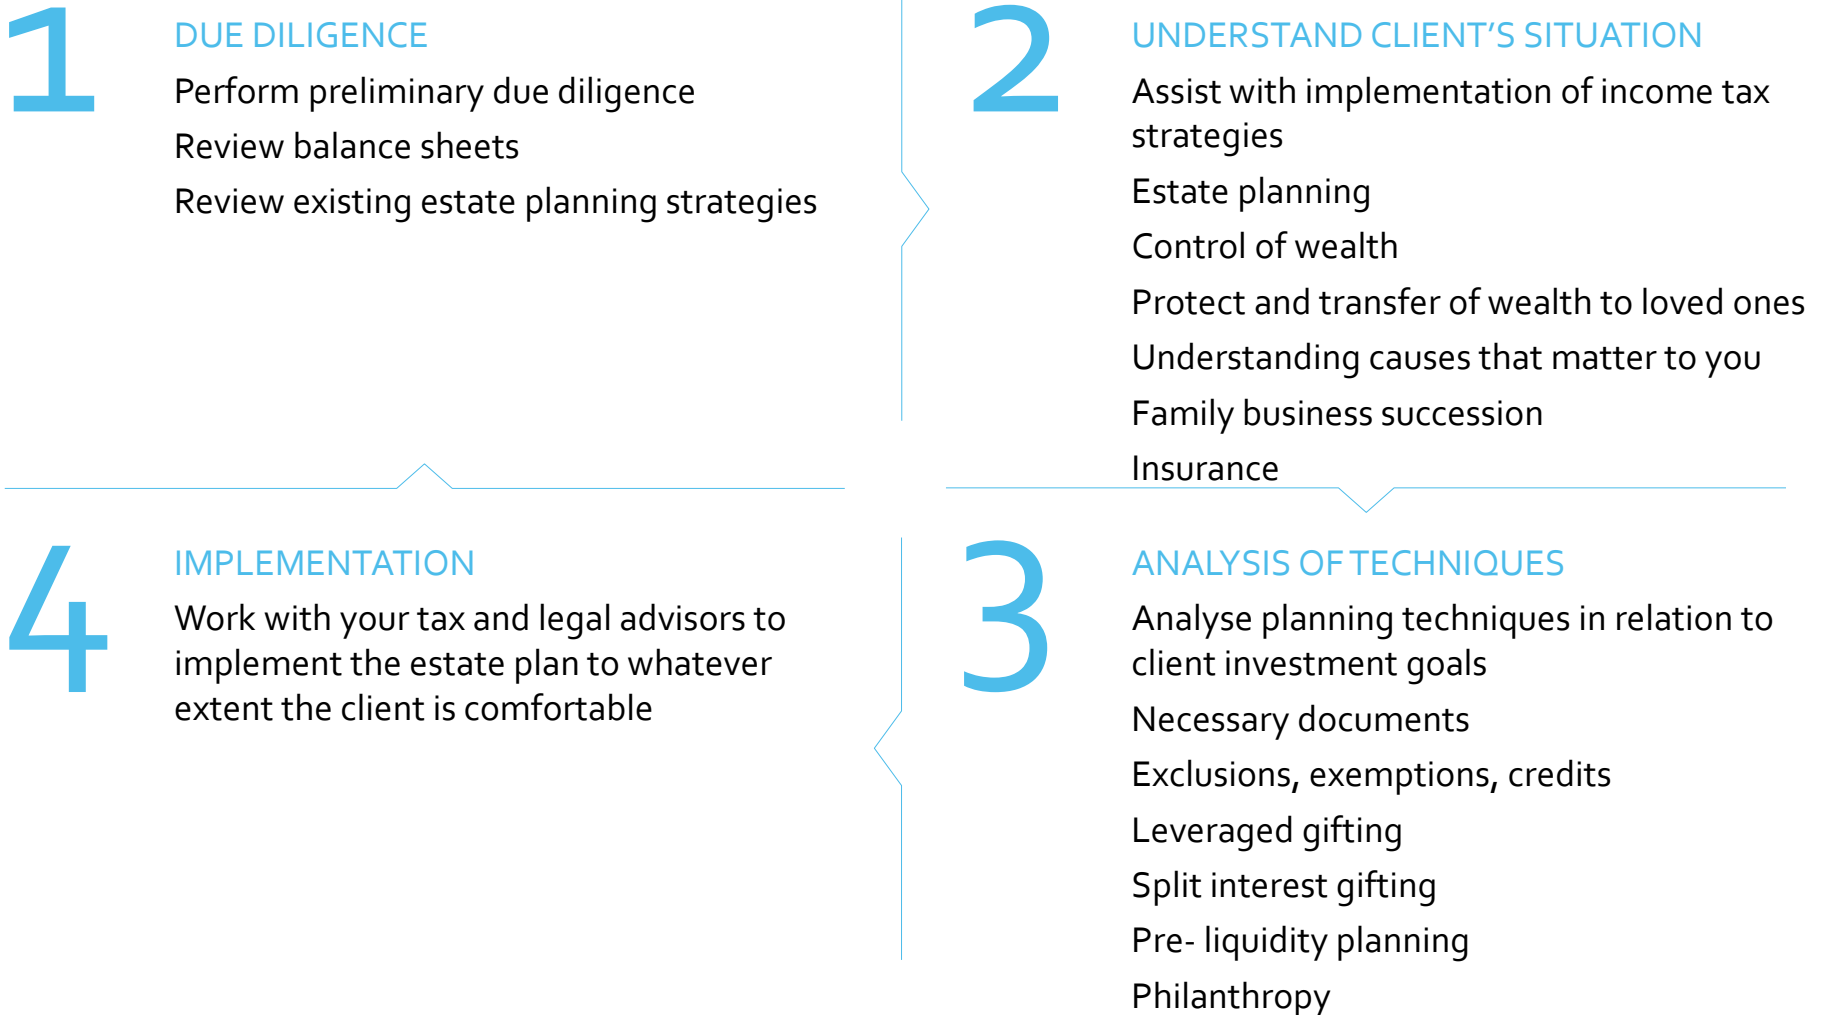 1
DUE DILIGENCE
Perform preliminary due diligence
Review balance sheets
Review existing estate planning strategies
2
UNDERSTAND CLIENT’S SITUATION
Assist with implementation of income tax
strategies
Estate planning
Control of wealth
Protect and transfer of wealth to loved ones
Understanding causes that matter to you
Family business succession
Insurance
3
ANALYSIS OF TECHNIQUES
Analyse planning techniques in relation to
client investment goals
Necessary documents
Exclusions, exemptions, credits
Leveraged gifting
Split interest gifting
Pre- liquidity planning
Philanthropy
4
IMPLEMENTATION
Work with your tax and legal advisors to
implement the estate plan to whatever
extent the client is comfortable